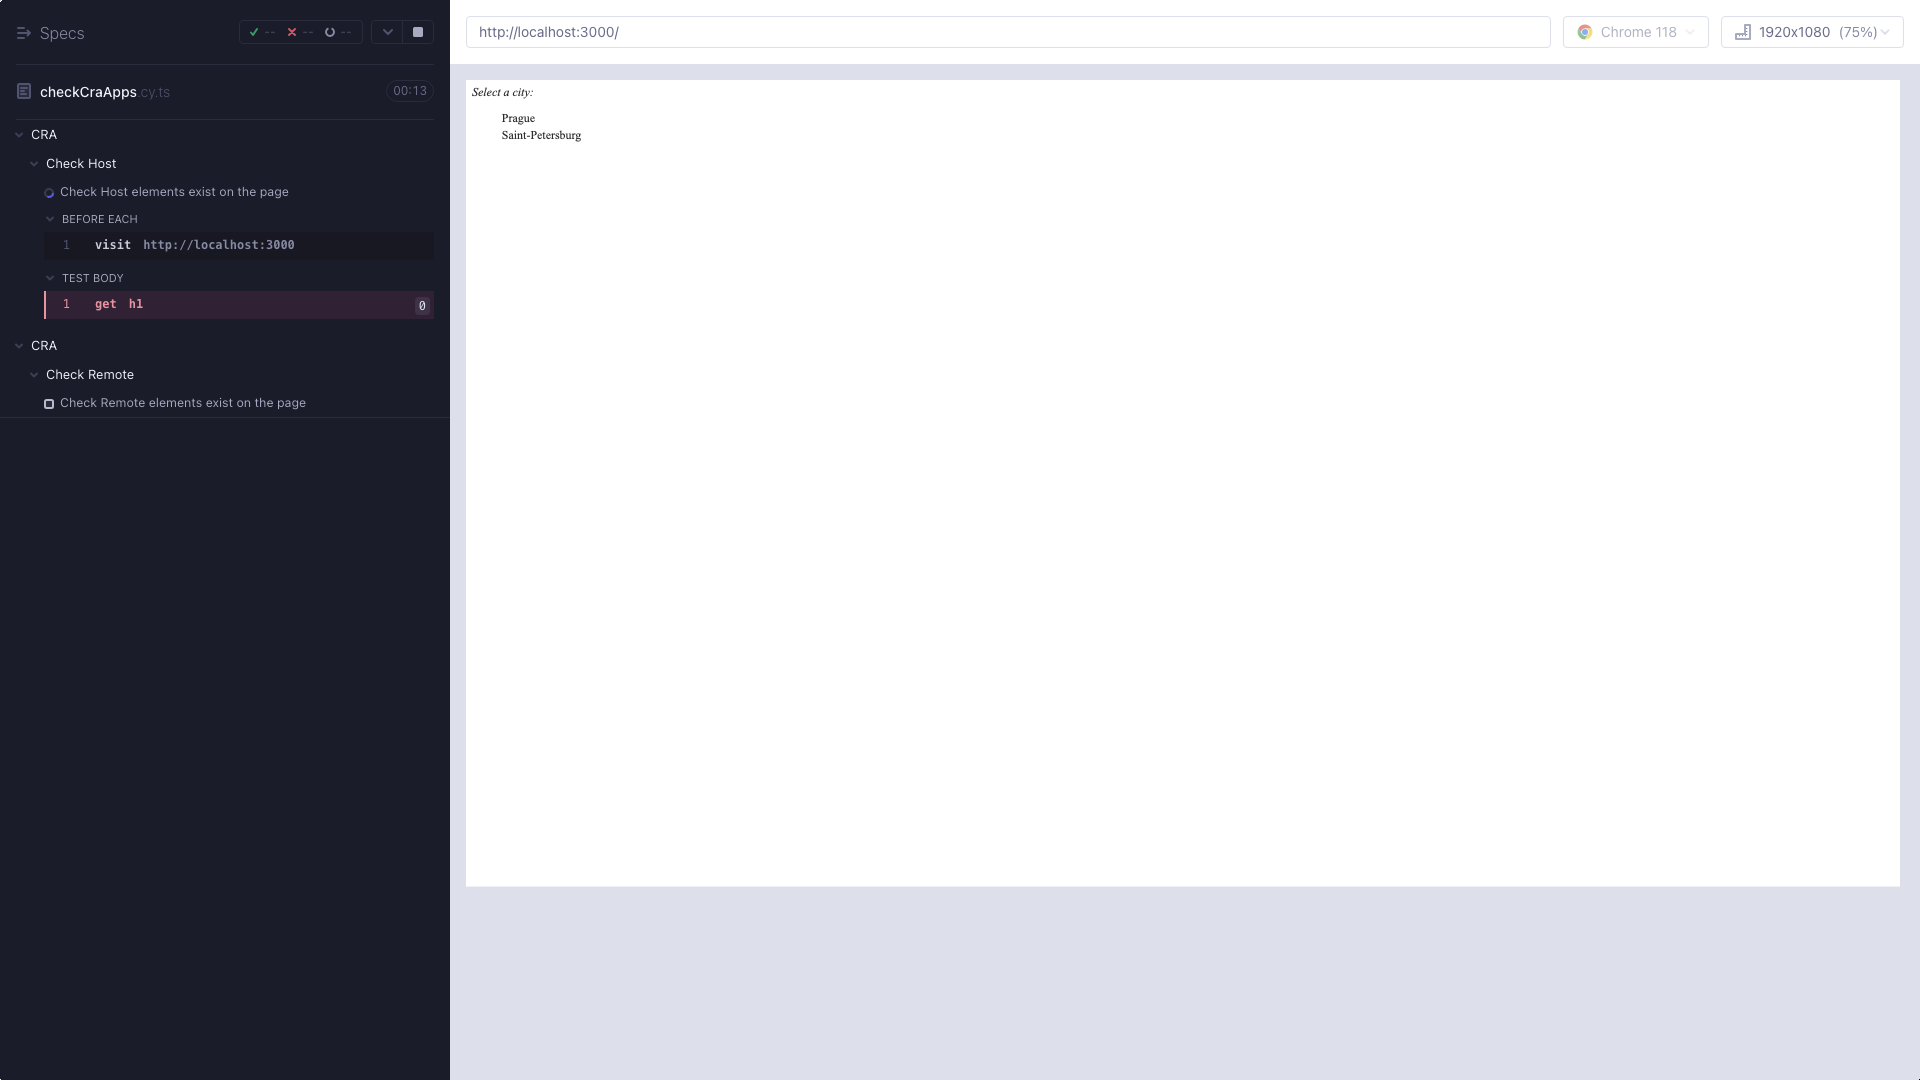 Specs
-- -- --
checkCraApps.cy.ts 00:13
CRA
Check Host
Check Host elements exist on the page
BEFORE EACH
1 visit http://localhost:3000
TEST BODY
1 get h1 0
CRA
Check Remote
Check Remote elements exist on the page
http://localhost:3000/
Chrome 118
1920x1080 (75%)
Select a city:
Prague
Saint-Petersburg